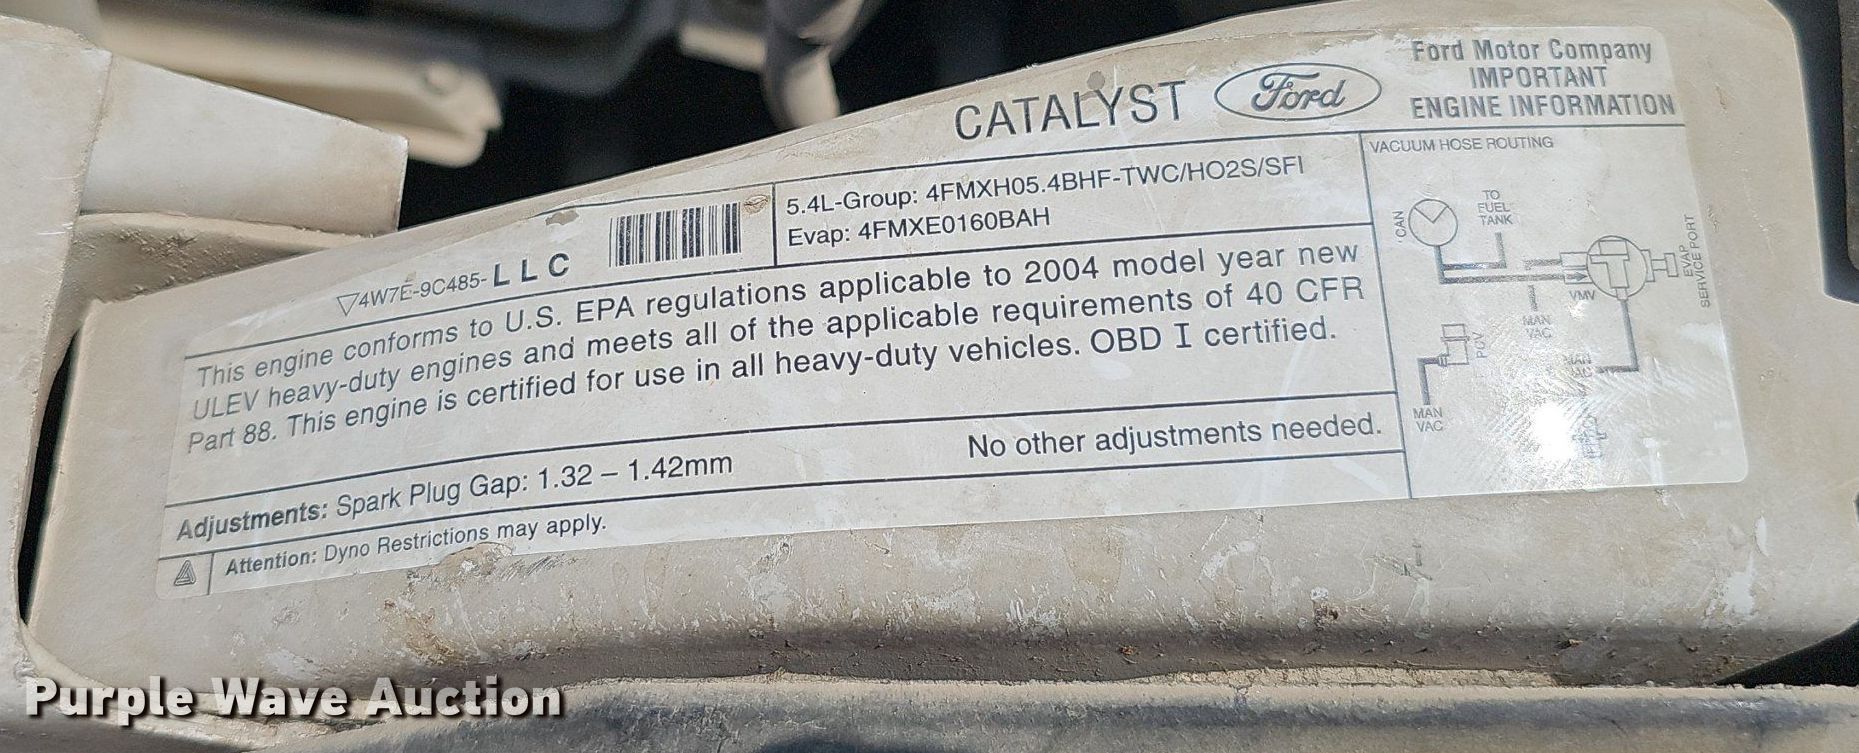 CATALYST Ford
Ford Motor Company
IMPORTANT
ENGINE INFORMATION
▽4W7E-9C485-LLC
5.4L-Group: 4FMXH05.4BHF-TWC/HO2S/SFI
Evap: 4FMXE0160BAH
This engine conforms to U.S. EPA regulations applicable to 2004 model year new
ULEV heavy-duty engines and meets all of the applicable requirements of 40 CFR
Part 88. This engine is certified for use in all heavy-duty vehicles. OBD I certified.
Adjustments: Spark Plug Gap: 1.32 – 1.42mm
No other adjustments needed.
Attention: Dyno Restrictions may apply.
VACUUM HOSE ROUTING
CAN
TO
FUEL
TANK
EVAP
SERVICE PORT
VMV
MAN
VAC
PCV
MAN
VAC
MAN
VAC
Purple Wave Auction